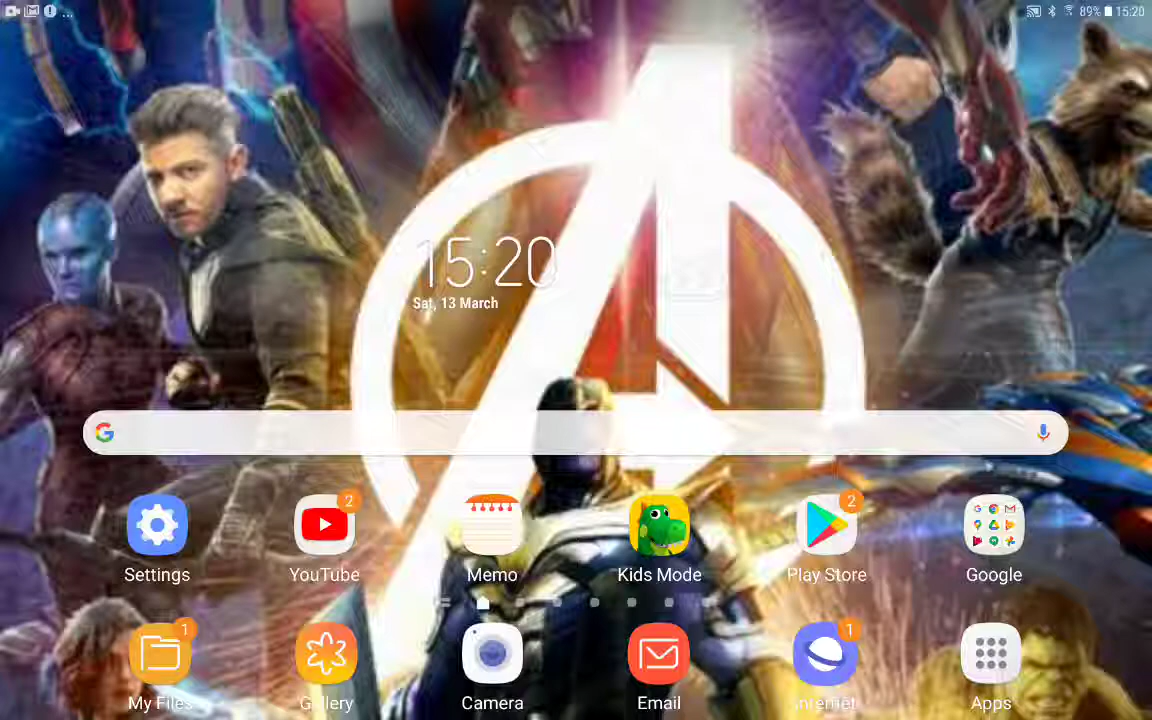 89% 15:20
15:20
Sat, 13 March
2
2
Settings
YouTube
Memo
Kids Mode
Play Store
Google
1
1
My Files
Gallery
Camera
Email
Internet
Apps